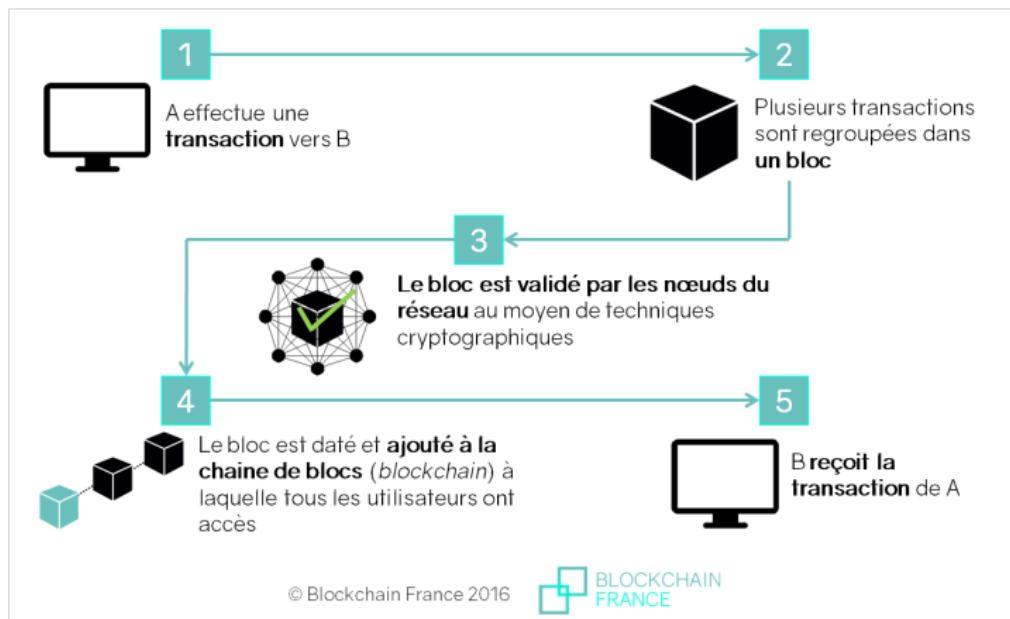 1
2
A effectue une
transaction vers B
Plusieurs transactions
sont regroupées dans
un bloc
3
Le bloc est validé par les nœuds du
réseau au moyen de techniques
cryptographiques
4
5
Le bloc est daté et ajouté à la
chaine de blocs (blockchain) à
laquelle tous les utilisateurs ont
accès
B reçoit la
transaction de A
© Blockchain France 2016
BLOCKCHAIN
FRANCE